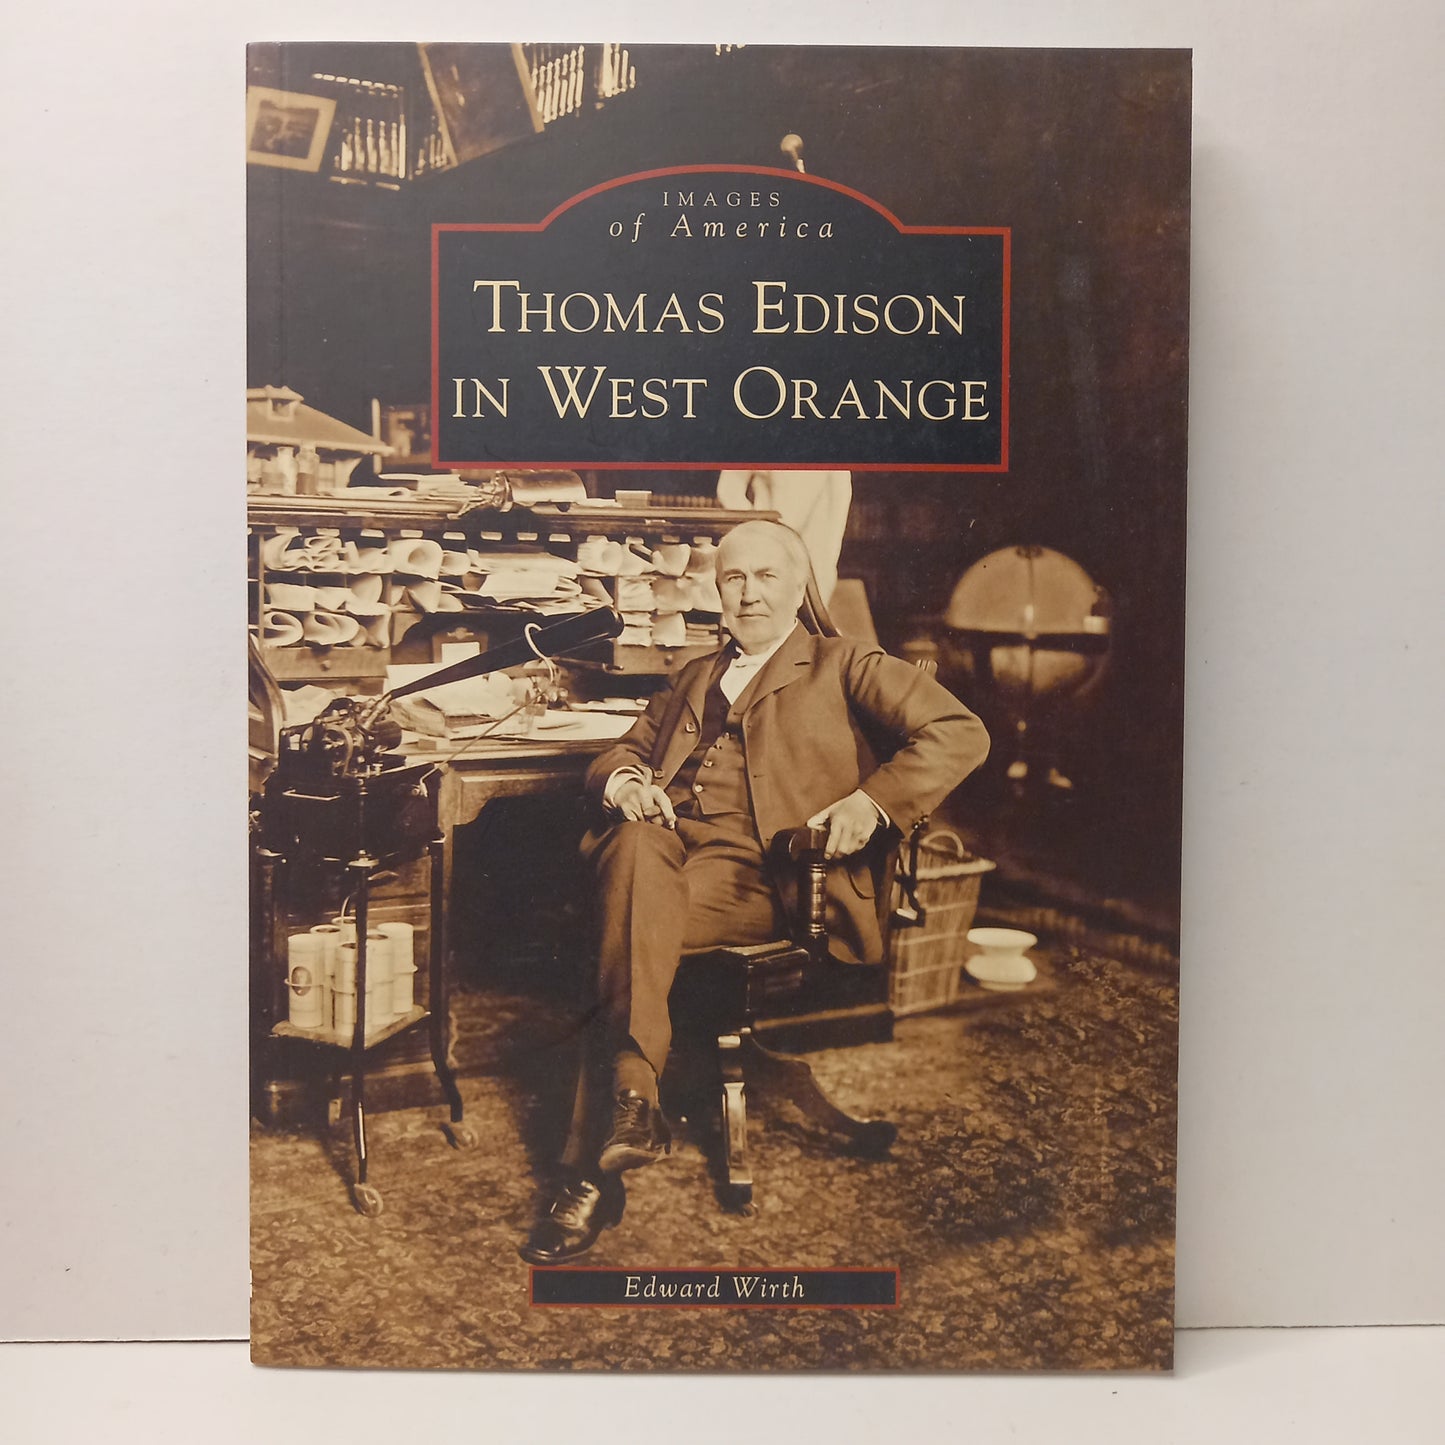 IMAGES
of America
THOMAS EDISON
IN WEST ORANGE
Edward Wirth